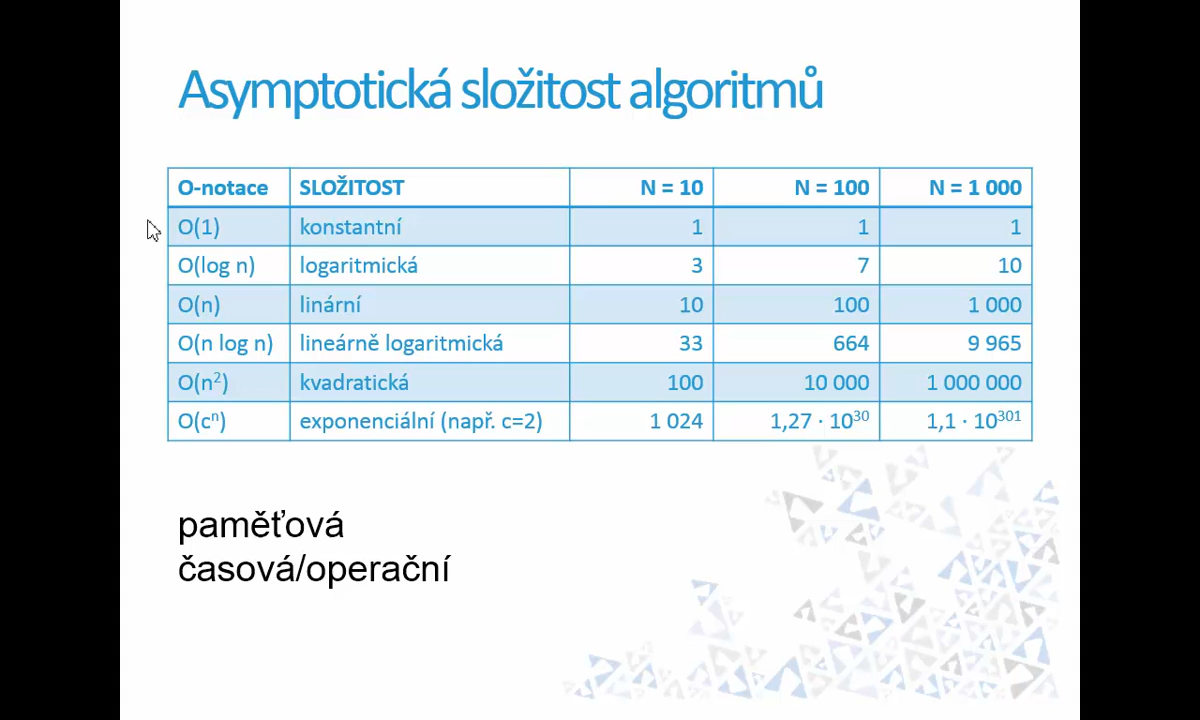 Asymptotická složitost algoritmů
O-notace SLOŽITOST N = 10 N = 100 N = 1 000
O(1) konstantní 1 1 1
O(log n) logaritmická 3 7 10
O(n) linární 10 100 1 000
O(n log n) lineárně logaritmická 33 664 9 965
O(n²) kvadratická 100 10 000 1 000 000
O(cⁿ) exponenciální (např. c=2) 1 024 1,27 · 10³⁰ 1,1 · 10³⁰¹
paměťová
časová/operační